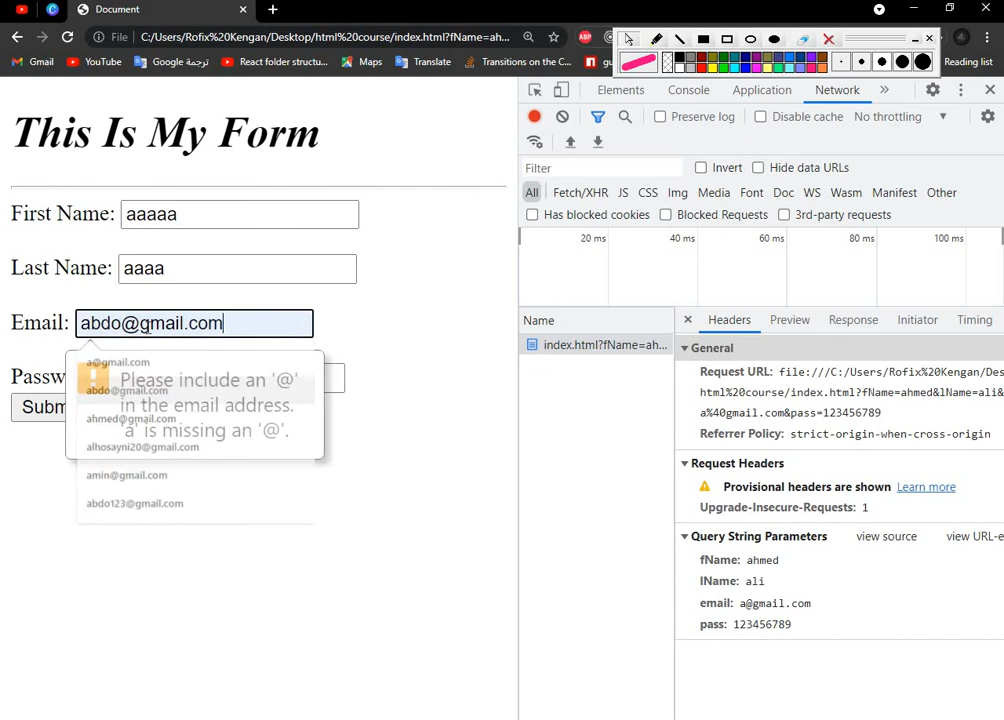 Document
File
C:/Users/Rofix%20Kengan/Desktop/html%20course/index.html?fName=ah...
ABP
Gmail
YouTube
ترجمة Google
React folder structu...
Maps
Translate
Transitions on the C...
Reading list
This Is My Form
First Name: aaaaa
Last Name: aaaa
Email: abdo@gmail.com
a@gmail.com
abdo@gmail.com
ahmed@gmail.com
alhosayni20@gmail.com
amin@gmail.com
abdo123@gmail.com
Please include an '@'
in the email address.
'a' is missing an '@'.
Passw
Subm
Elements Console Application Network
Preserve log Disable cache No throttling
Filter
Invert Hide data URLs
All Fetch/XHR JS CSS Img Media Font Doc WS Wasm Manifest Other
Has blocked cookies Blocked Requests 3rd-party requests
20 ms 40 ms 60 ms 80 ms 100 ms
Name
index.html?fName=ah...
Headers Preview Response Initiator Timing
General
Request URL: file:///C:/Users/Rofix%20Kengan/Desktop/
html%20course/index.html?fName=ahmed&lName=ali&
a%40gmail.com&pass=123456789
Referrer Policy: strict-origin-when-cross-origin
Request Headers
Provisional headers are shown Learn more
Upgrade-Insecure-Requests: 1
Query String Parameters view source view URL-e
fName: ahmed
lName: ali
email: a@gmail.com
pass: 123456789